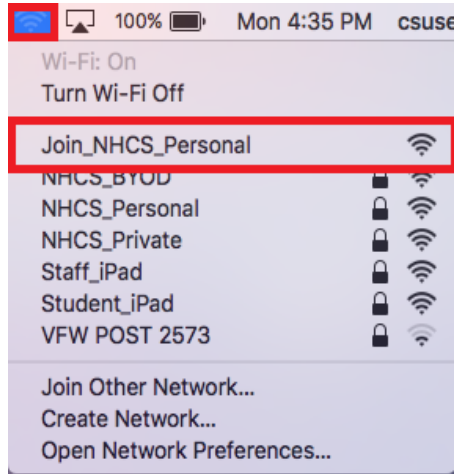 100% Mon 4:35 PM csuse
Wi-Fi: On
Turn Wi-Fi Off
Join_NHCS_Personal
NHCS_BYOD
NHCS_Personal
NHCS_Private
Staff_iPad
Student_iPad
VFW POST 2573
Join Other Network...
Create Network...
Open Network Preferences...